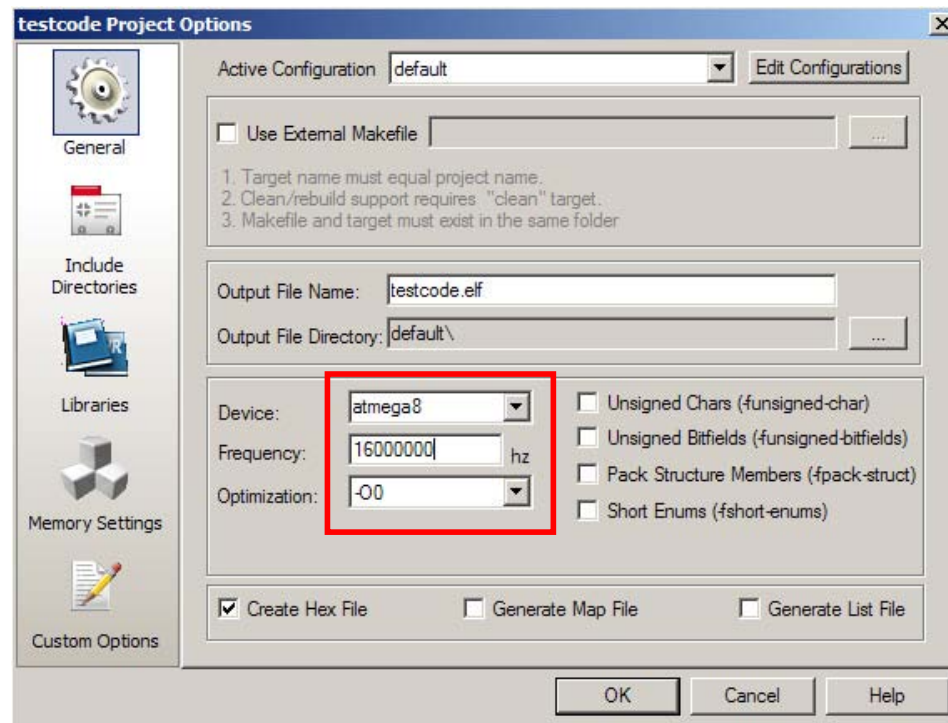 testcode Project Options
General
Include
Directories
Libraries
Memory Settings
Custom Options
Active Configuration default Edit Configurations
Use External Makefile ...
1. Target name must equal project name.
2. Clean/rebuild support requires "clean" target.
3. Makefile and target must exist in the same folder
Output File Name: testcode.elf
Output File Directory: default\ ...
Device: atmega8
Frequency: 16000000 hz
Optimization: -O0
Unsigned Chars (-funsigned-char)
Unsigned Bitfields (-funsigned-bitfields)
Pack Structure Members (-fpack-struct)
Short Enums (-fshort-enums)
Create Hex File Generate Map File Generate List File
OK Cancel Help